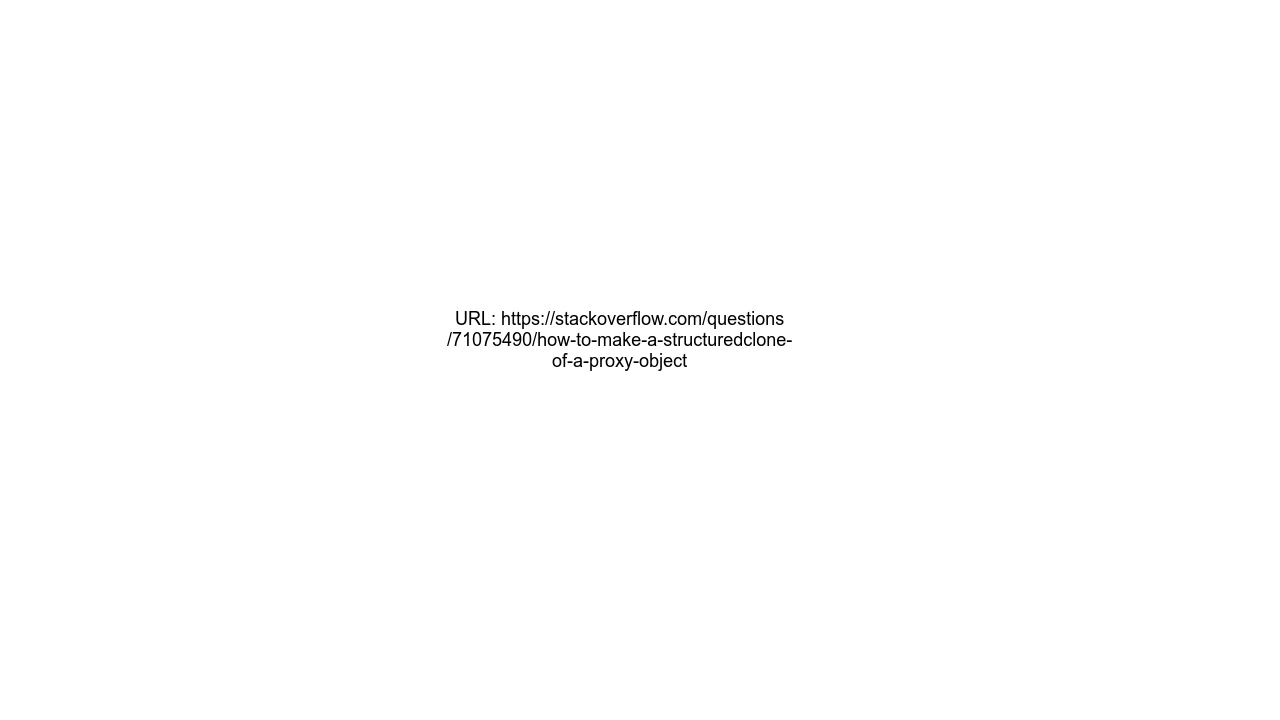 URL: https://stackoverflow.com/questions
/71075490/how-to-make-a-structuredclone-
of-a-proxy-object